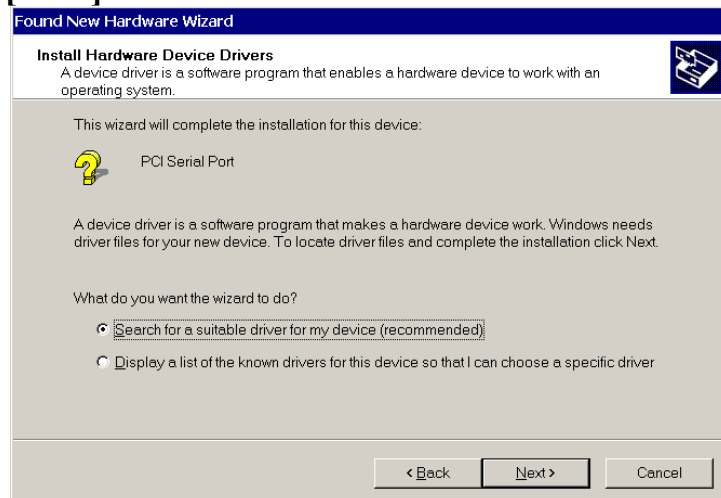 Found New Hardware Wizard
Install Hardware Device Drivers
A device driver is a software program that enables a hardware device to work with an
operating system.
This wizard will complete the installation for this device:
PCI Serial Port
A device driver is a software program that makes a hardware device work. Windows needs
driver files for your new device. To locate driver files and complete the installation click Next.
What do you want the wizard to do?
Search for a suitable driver for my device (recommended)
Display a list of the known drivers for this device so that I can choose a specific driver
< Back
Next >
Cancel